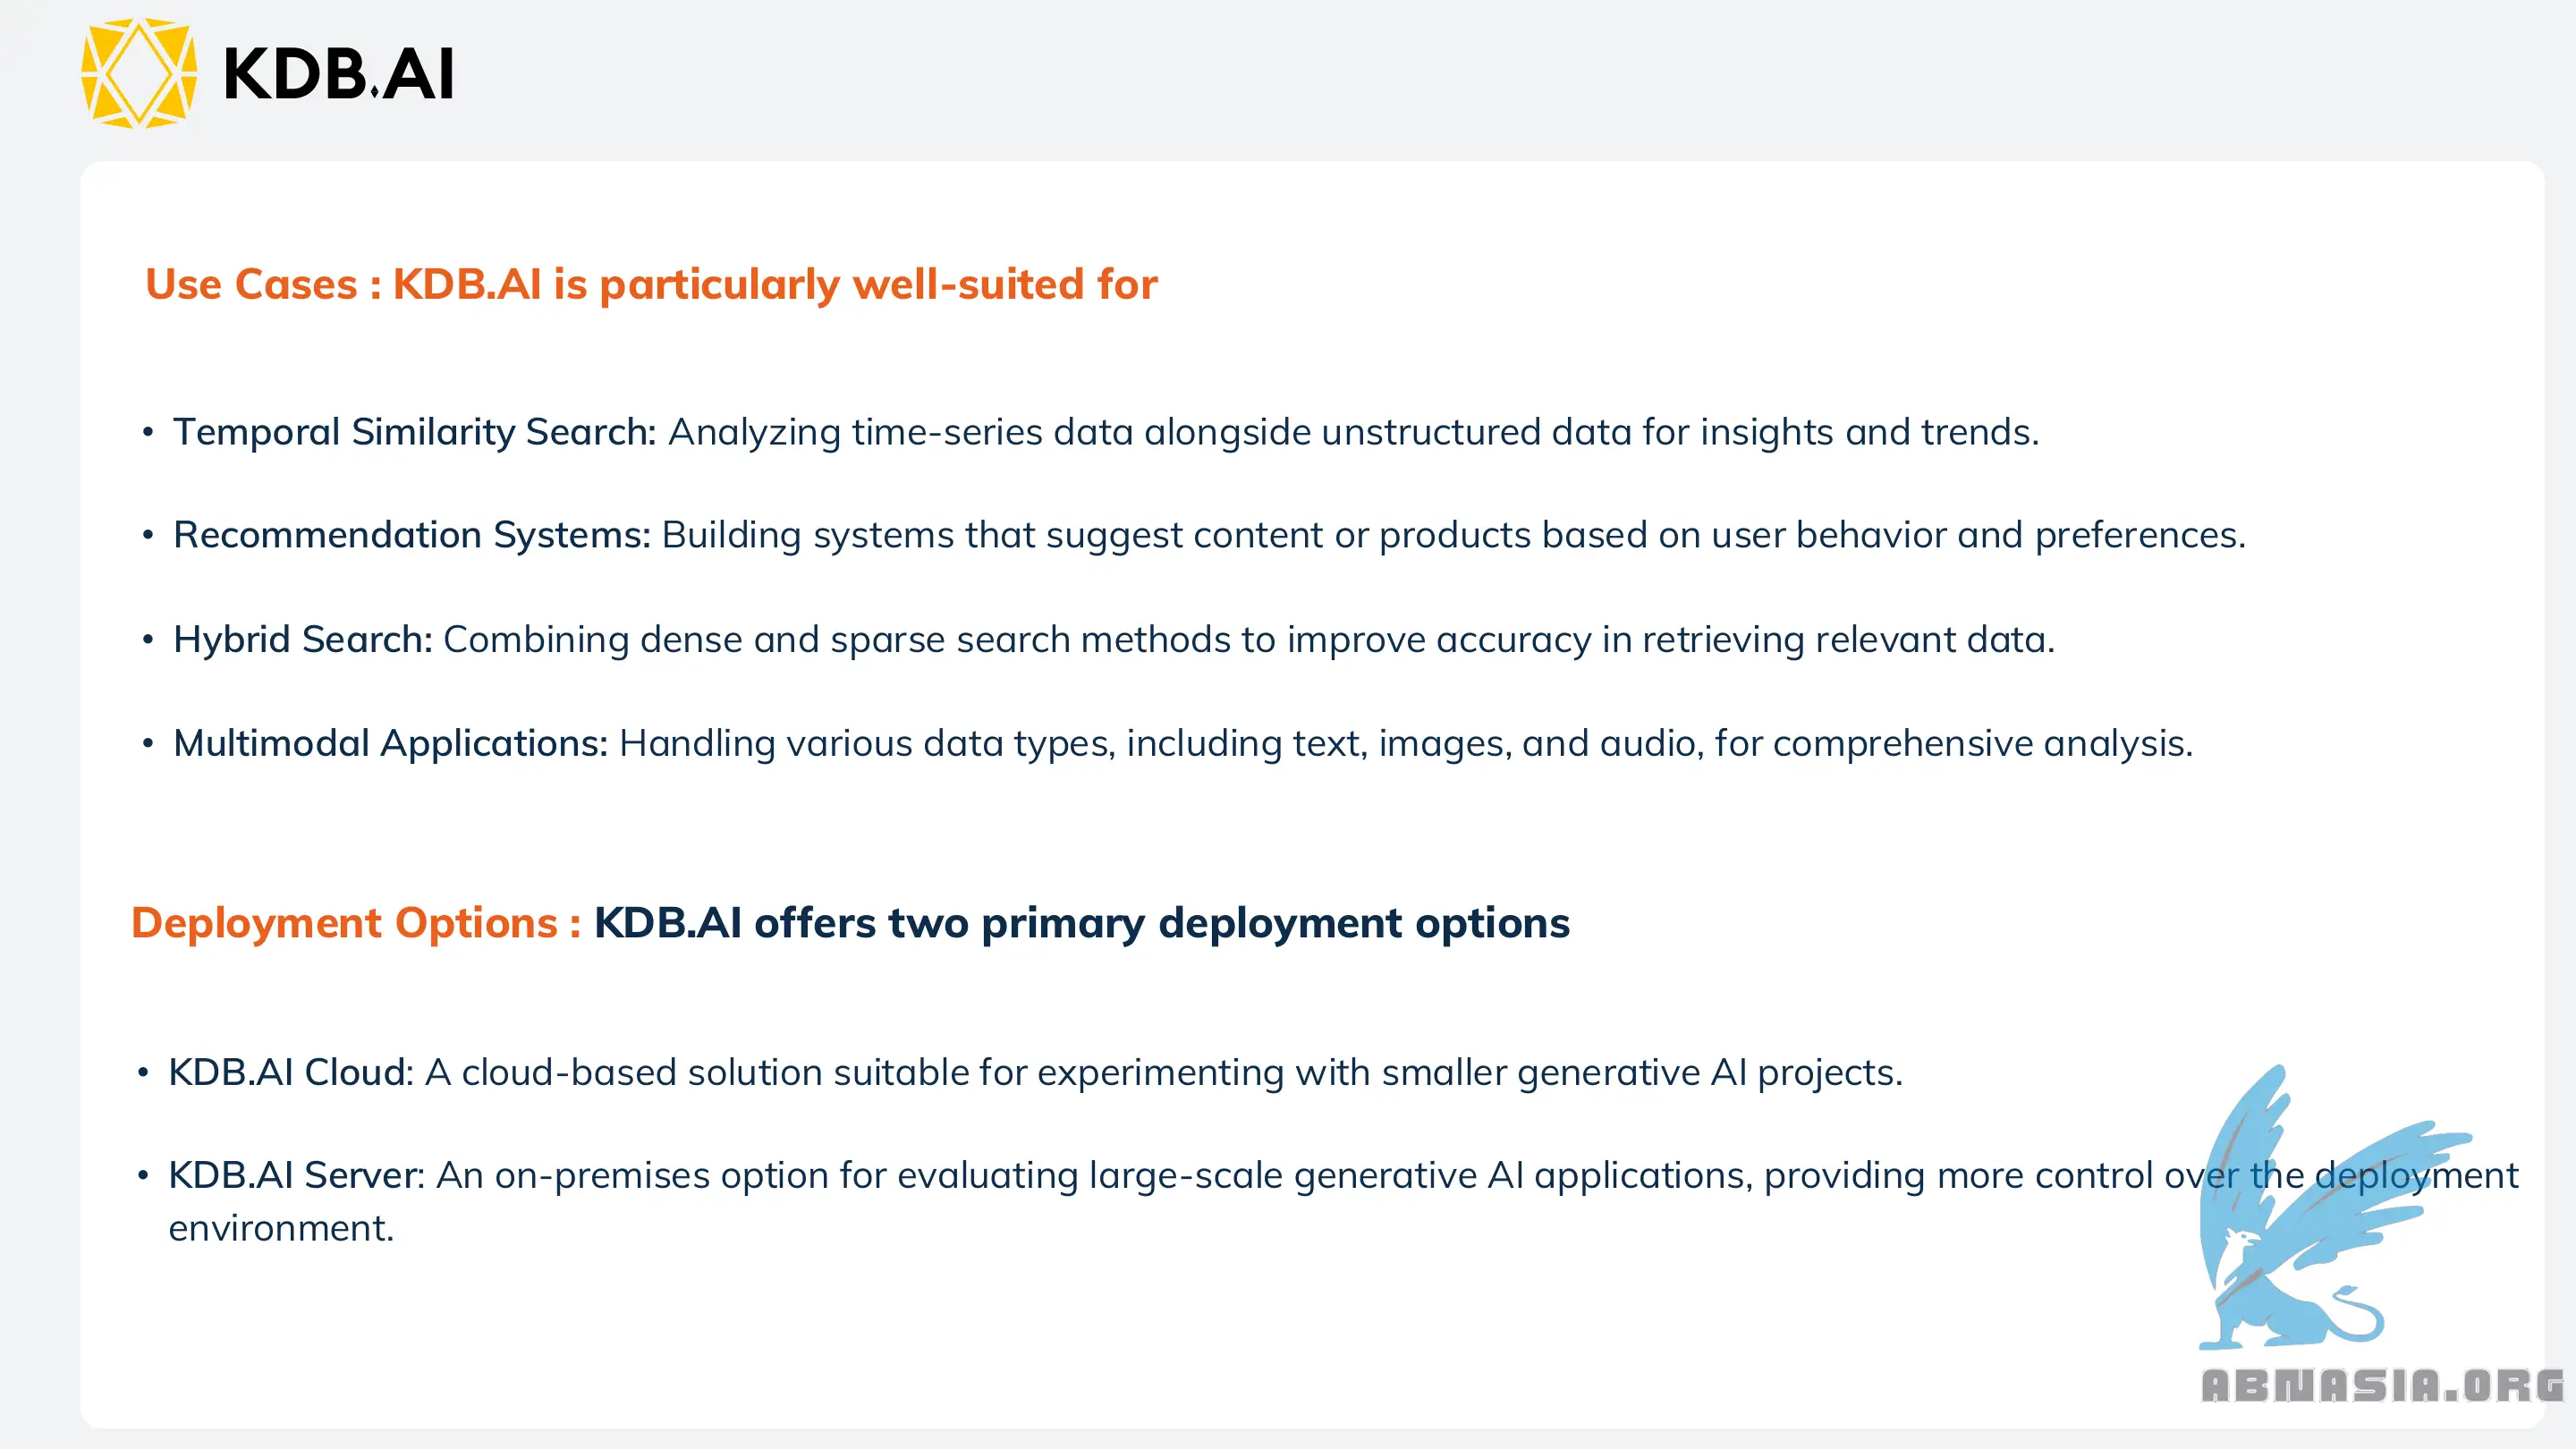 KDB.AI
Use Cases : KDB.AI is particularly well-suited for
• Temporal Similarity Search: Analyzing time-series data alongside unstructured data for insights and trends.
• Recommendation Systems: Building systems that suggest content or products based on user behavior and preferences.
• Hybrid Search: Combining dense and sparse search methods to improve accuracy in retrieving relevant data.
• Multimodal Applications: Handling various data types, including text, images, and audio, for comprehensive analysis.
Deployment Options : KDB.AI offers two primary deployment options
• KDB.AI Cloud: A cloud-based solution suitable for experimenting with smaller generative AI projects.
• KDB.AI Server: An on-premises option for evaluating large-scale generative AI applications, providing more control over the deployment
environment.
ABNASIA.ORG